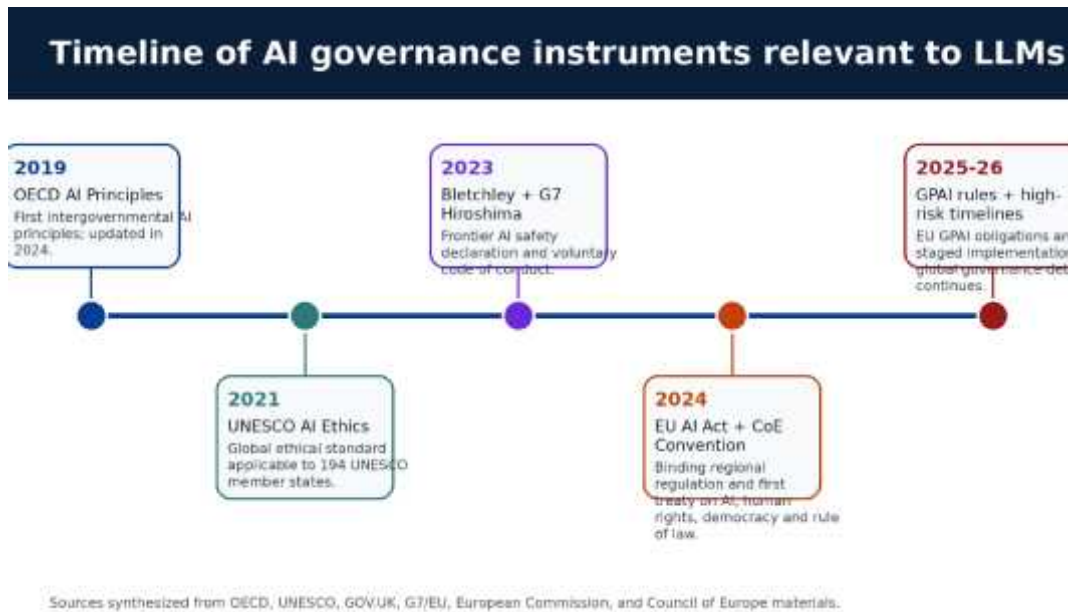 Timeline of AI governance instruments relevant to LLMs
2019
OECD AI Principles
First intergovernmental AI
principles; updated in
2024.
2023
Bletchley + G7
Hiroshima
Frontier AI safety
declaration and voluntary
code of conduct.
2025-26
GPAI rules + high-
risk timelines
EU GPAI obligations
staged implementation
global governance
continues.
2021
UNESCO AI Ethics
Global ethical standard
applicable to 194 UNESCO
member states.
2024
EU AI Act + CoE
Convention
Binding regional
regulation and first
treaty on AI, human
rights, democracy and rule
of law.
Sources synthesized from OECD, UNESCO, GOV.UK, G7/EU, European Commission, and Council of Europe materials.